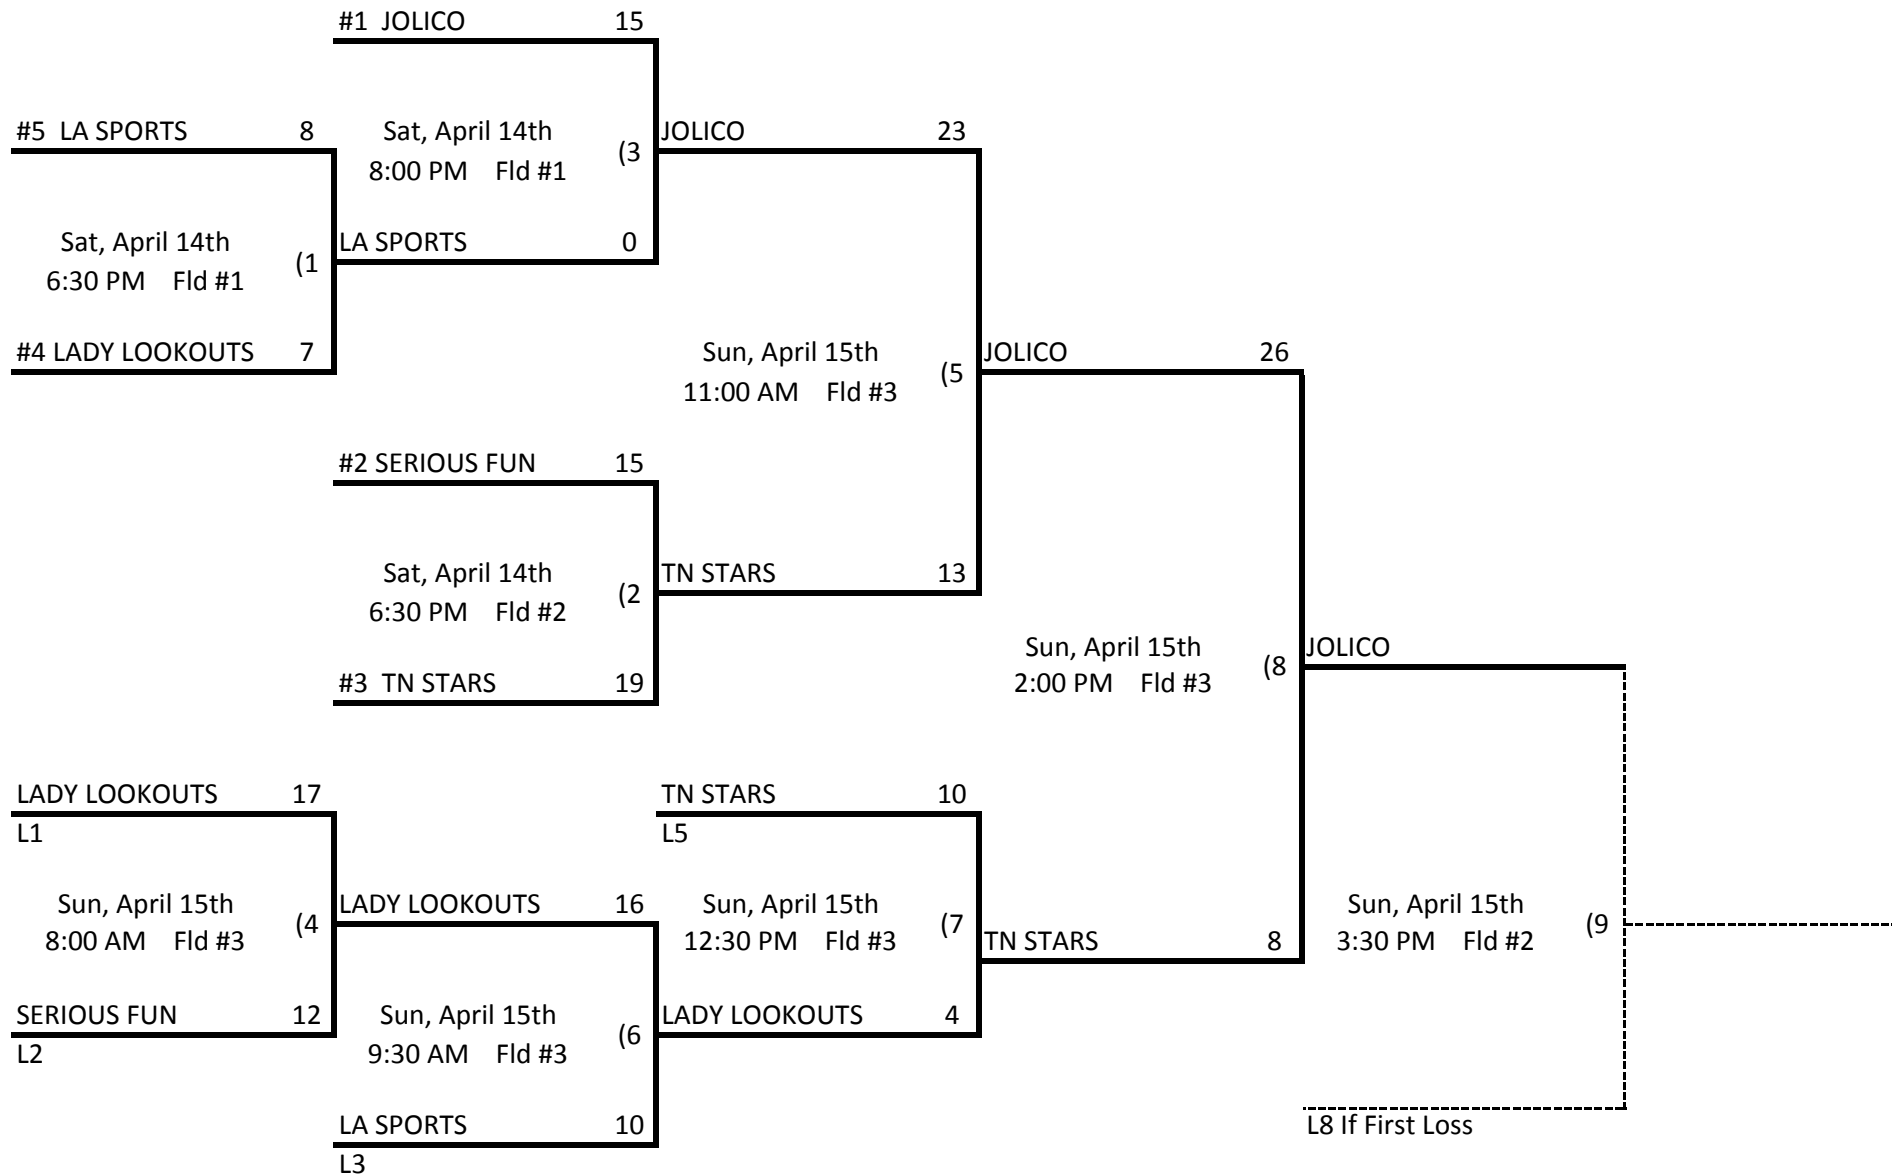 #1 JOLICO 15
#5 LA SPORTS 8
Sat, April 14th
8:00 PM Fld #1
(3
JOLICO 23
Sat, April 14th
6:30 PM Fld #1
(1
LA SPORTS 0
#4 LADY LOOKOUTS 7
Sun, April 15th
11:00 AM Fld #3
(5
JOLICO 26
#2 SERIOUS FUN 15
Sat, April 14th
6:30 PM Fld #2
(2
TN STARS 13
#3 TN STARS 19
Sun, April 15th
2:00 PM Fld #3
(8
JOLICO
LADY LOOKOUTS 17
L1
TN STARS 10
L5
Sun, April 15th
8:00 AM Fld #3
(4
LADY LOOKOUTS 16
Sun, April 15th
12:30 PM Fld #3
(7
TN STARS 8
Sun, April 15th
3:30 PM Fld #2
(9
SERIOUS FUN 12
L2
Sun, April 15th
9:30 AM Fld #3
(6
LADY LOOKOUTS 4
LA SPORTS 10
L3
L8 If First Loss